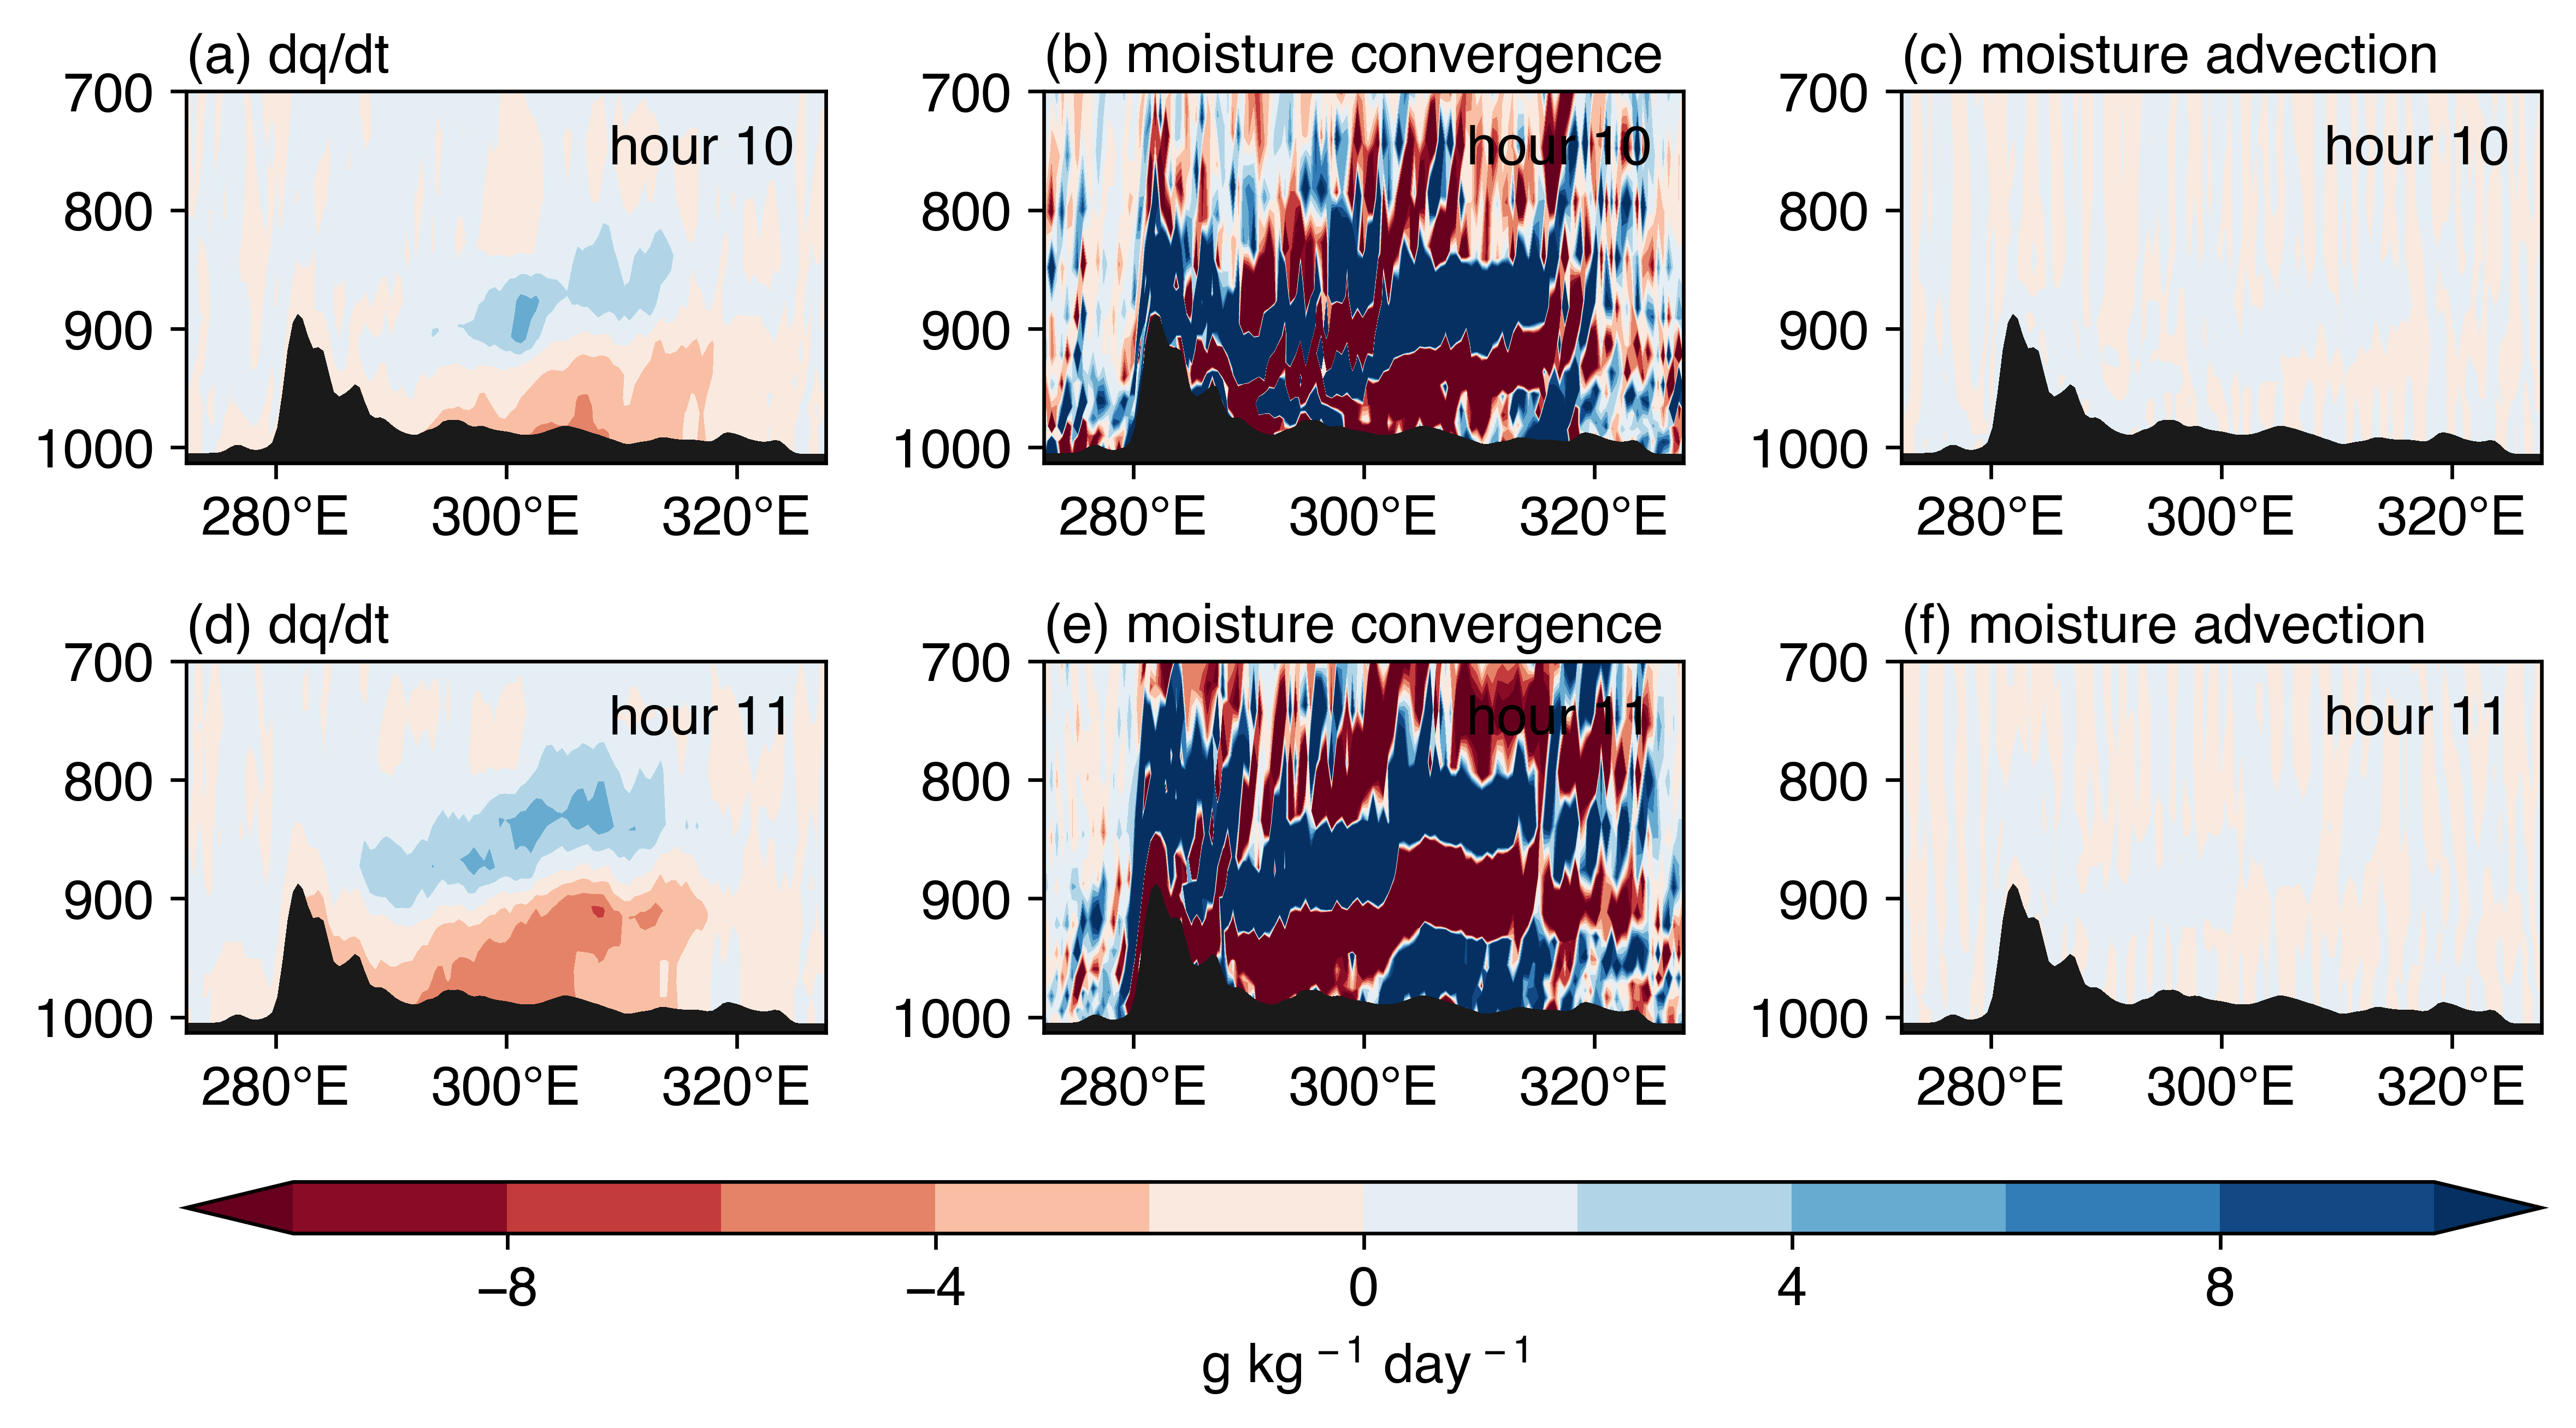 (a) dq/dt
(b) moisture convergence
(c) moisture advection
700
800
900
1000
hour 10
280°E
300°E
320°E
700
800
900
1000
hour 10
280°E
300°E
320°E
700
800
900
1000
hour 10
280°E
300°E
320°E
(d) dq/dt
(e) moisture convergence
(f) moisture advection
700
800
900
1000
hour 11
280°E
300°E
320°E
700
800
900
1000
hour 11
280°E
300°E
320°E
700
800
900
1000
hour 11
280°E
300°E
320°E
−8
−4
0
4
8
g kg⁻¹ day⁻¹